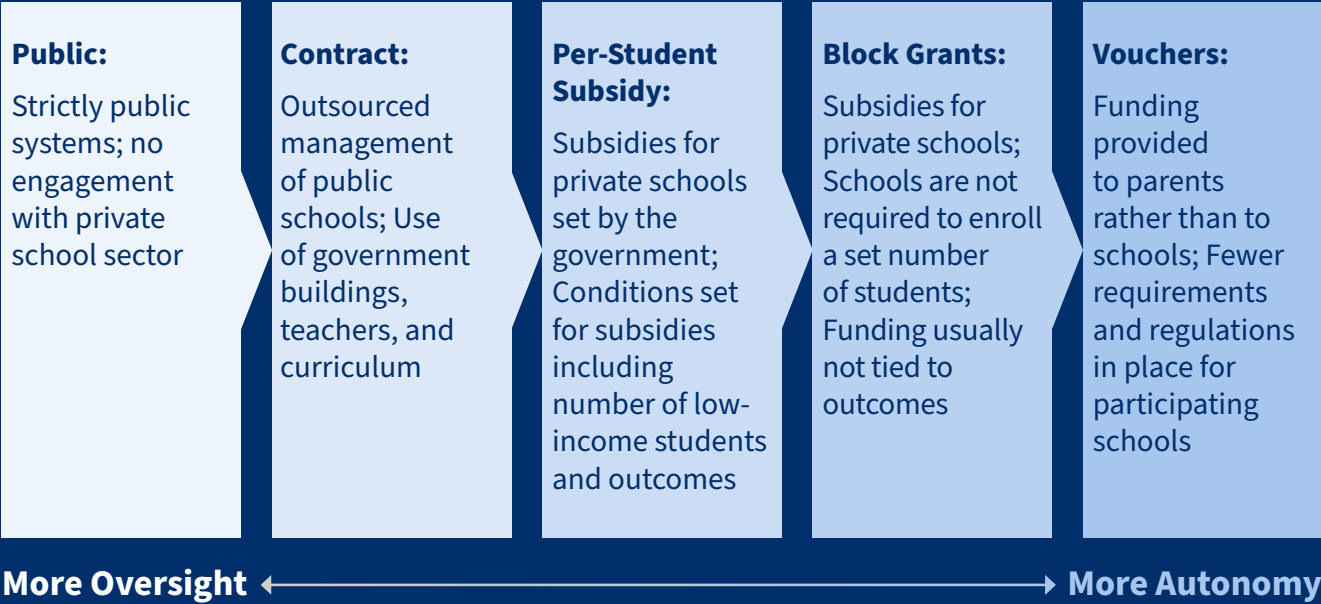 Public:
Strictly public
systems; no
engagement
with private
school sector
Contract:
Outsourced
management
of public
schools; Use
of government
buildings,
teachers, and
curriculum
Per-Student
Subsidy:
Subsidies for
private schools
set by the
government;
Conditions set
for subsidies
including
number of low-
income students
and outcomes
Block Grants:
Subsidies for
private schools;
Schools are not
required to enroll
a set number
of students;
Funding usually
not tied to
outcomes
Vouchers:
Funding
provided
to parents
rather than to
schools; Fewer
requirements
and regulations
in place for
participating
schools
More Oversight
More Autonomy